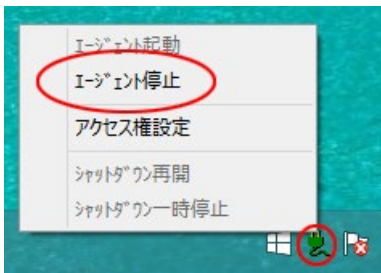 ｴｰｼﾞｪﾝﾄ起動
ｴｰｼﾞｪﾝﾄ停止
アクセス権設定
ｼｬｯﾄﾀﾞｳﾝ再開
ｼｬｯﾄﾀﾞｳﾝ一時停止